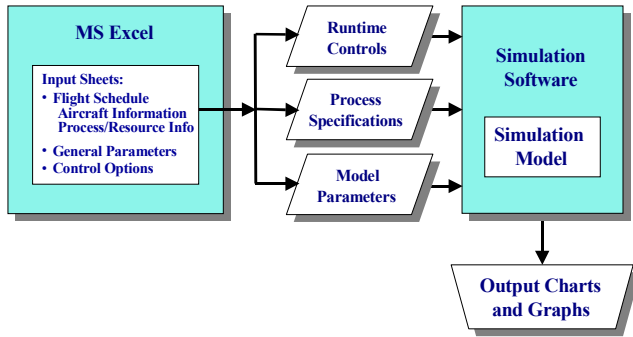 MS Excel
Input Sheets:
• Flight Schedule
Aircraft Information
Process/Resource Info
• General Parameters
• Control Options
Runtime
Controls
Process
Specifications
Model
Parameters
Simulation
Software
Simulation
Model
Output Charts
and Graphs